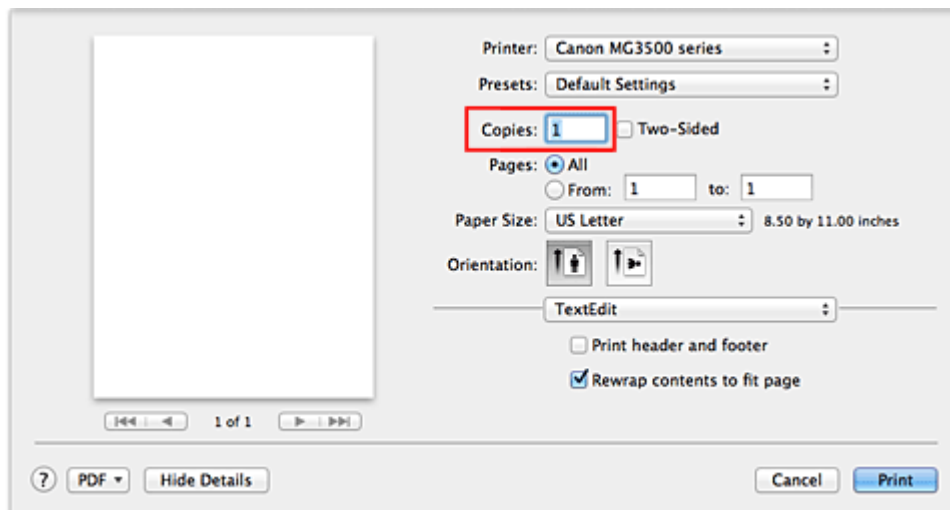 Printer: Canon MG3500 series
Presets: Default Settings
Copies: 1 Two-Sided
Pages: All
From: 1 to: 1
Paper Size: US Letter 8.50 by 11.00 inches
Orientation:
TextEdit
Print header and footer
Rewrap contents to fit page
1 of 1
? PDF Hide Details Cancel Print